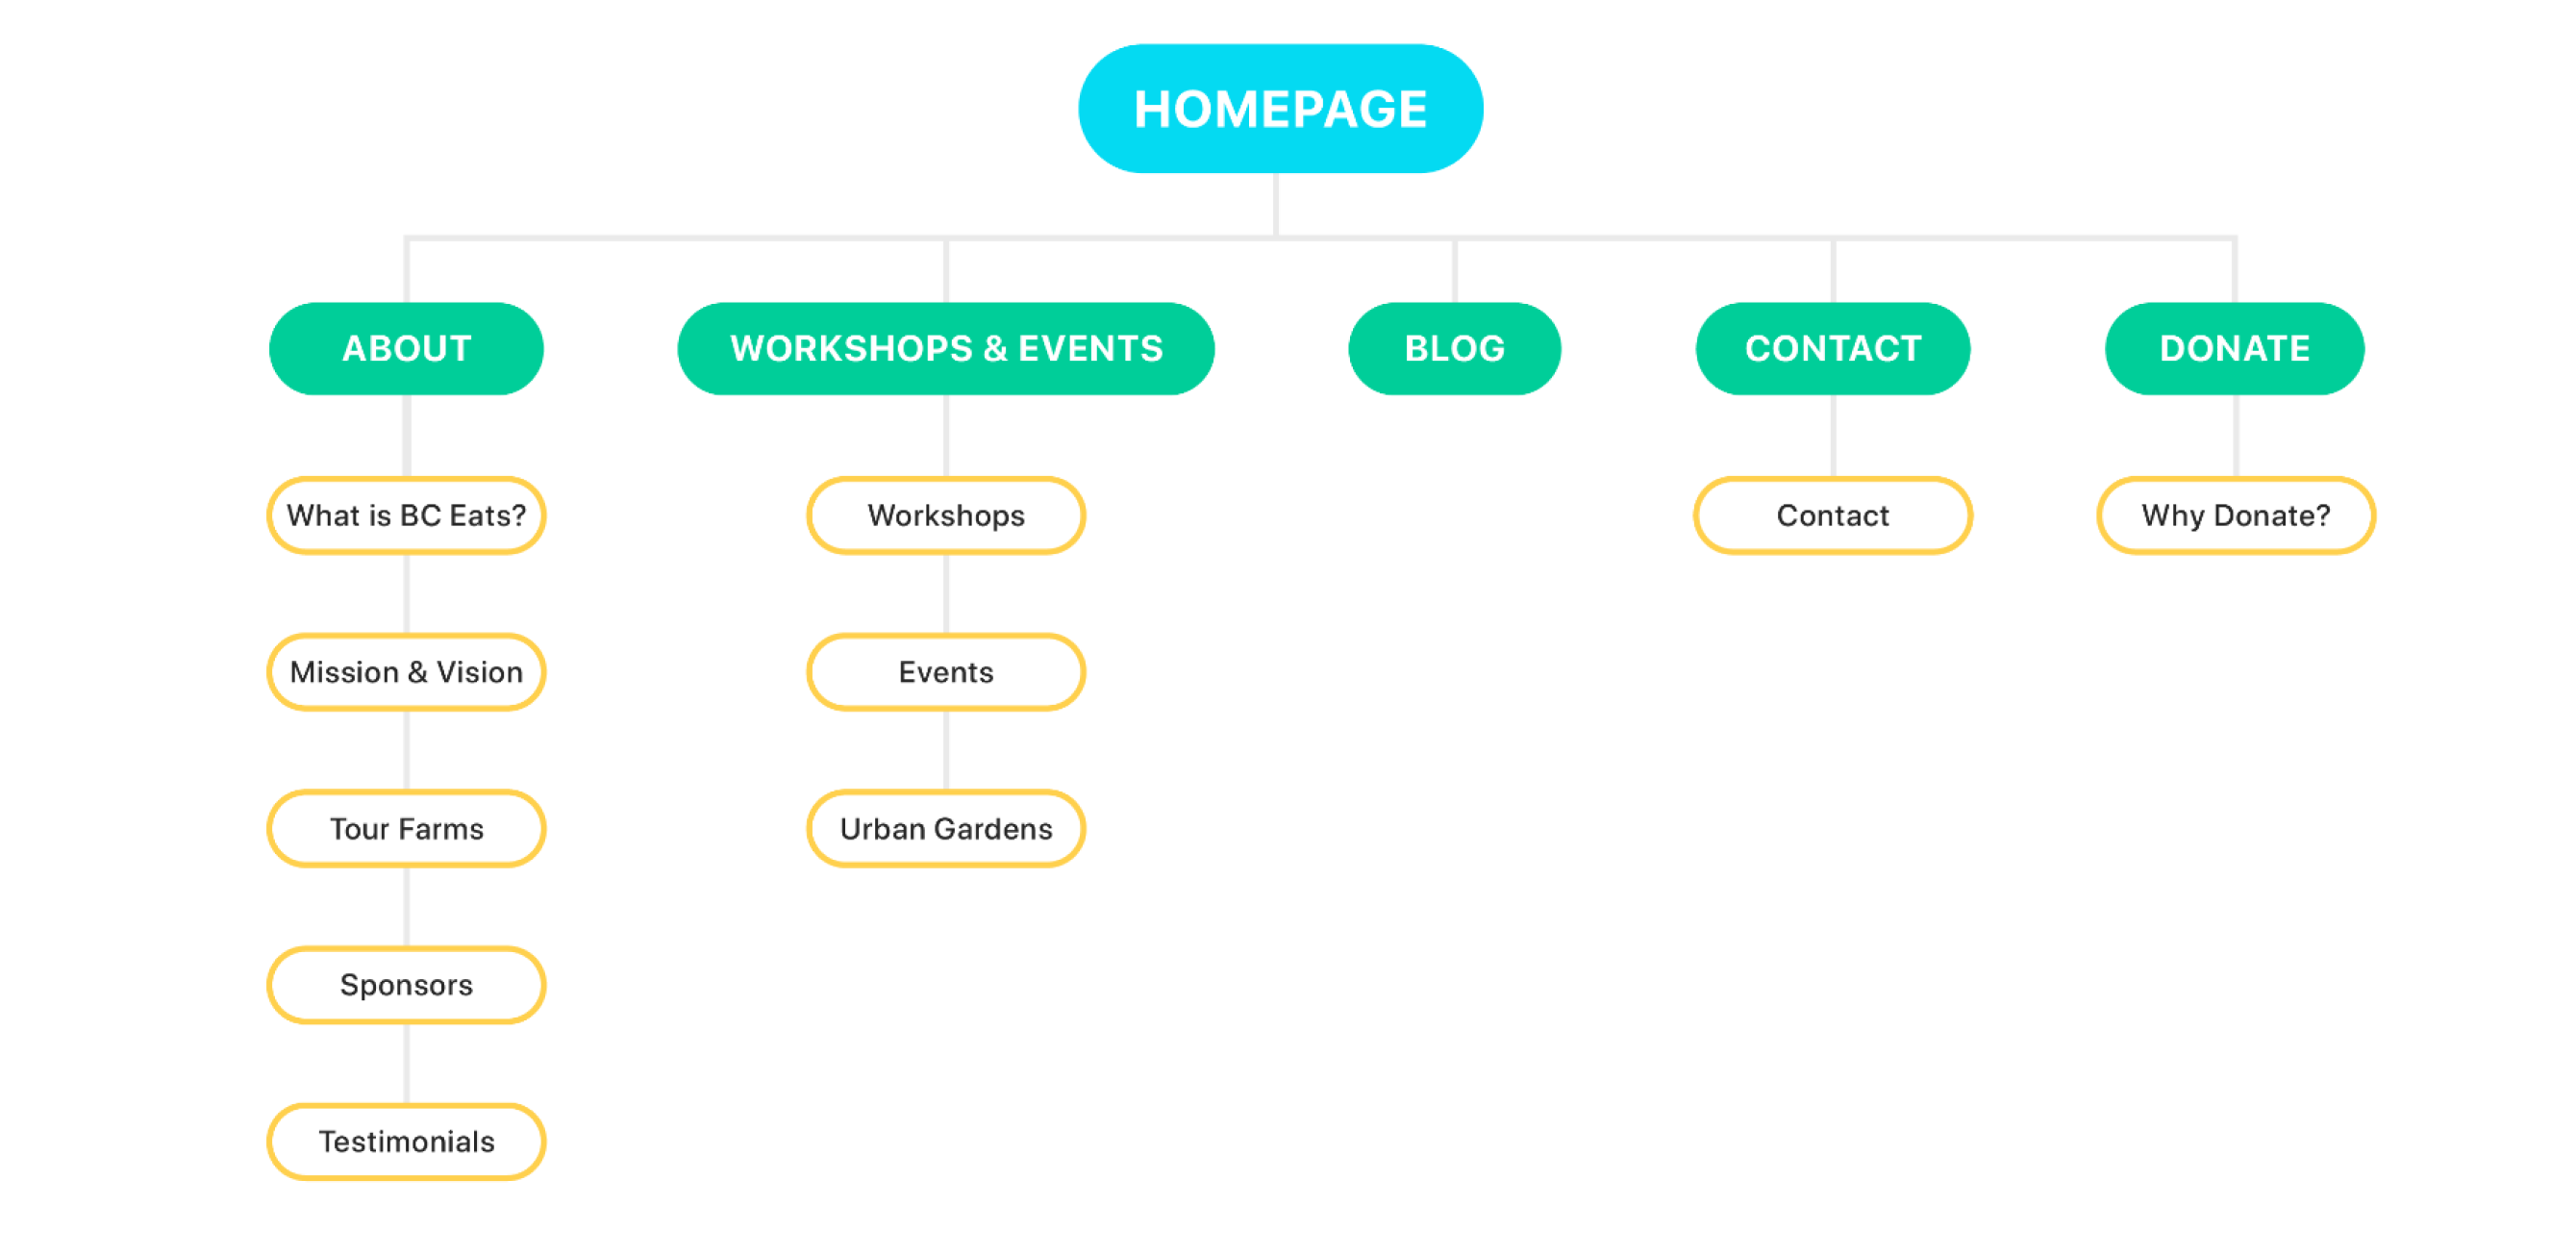 HOMEPAGE
ABOUT
WORKSHOPS & EVENTS
BLOG
CONTACT
DONATE
What is BC Eats?
Workshops
Contact
Why Donate?
Mission & Vision
Events
Tour Farms
Urban Gardens
Sponsors
Testimonials